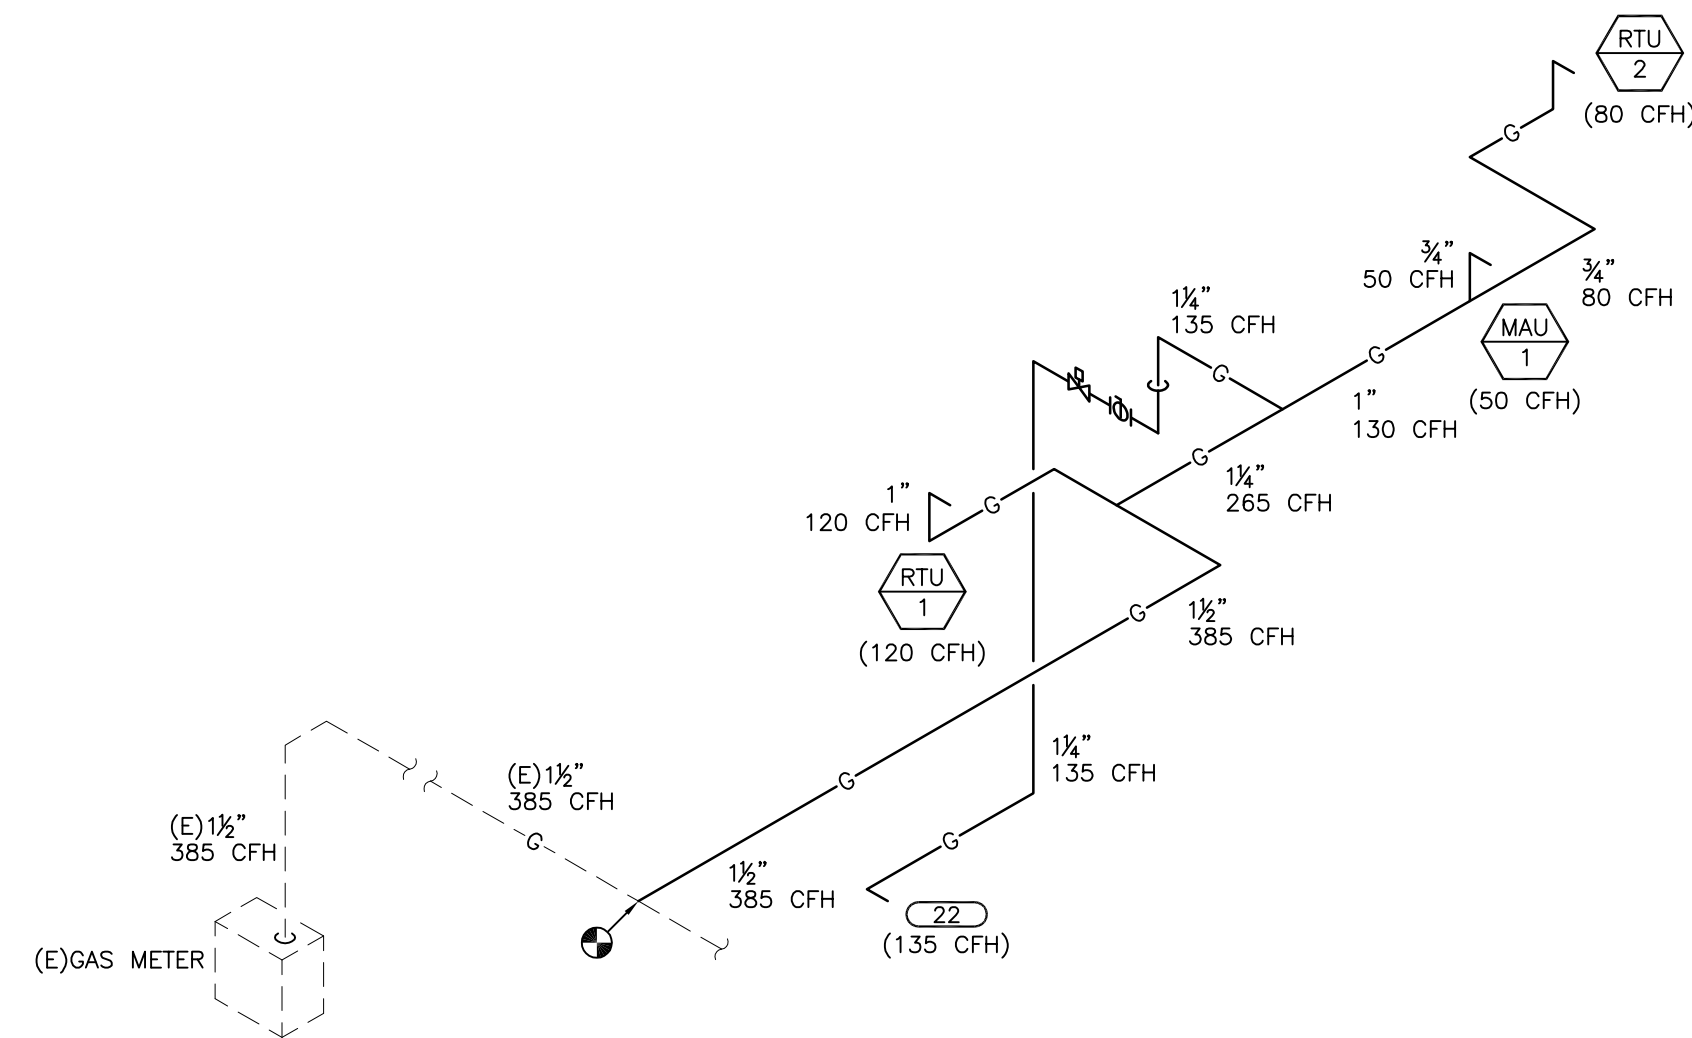 RTU
2
(80 CFH)
G
¾"
50 CFH
¾"
80 CFH
1¼"
135 CFH
MAU
1
(50 CFH)
G
G
1"
130 CFH
G
1¼"
265 CFH
1"
120 CFH
G
RTU
1
(120 CFH)
G
1½"
385 CFH
1¼"
135 CFH
(E)1½"
385 CFH
G
(E)1½"
385 CFH
G
G
1½"
385 CFH
22
(135 CFH)
(E)GAS METER